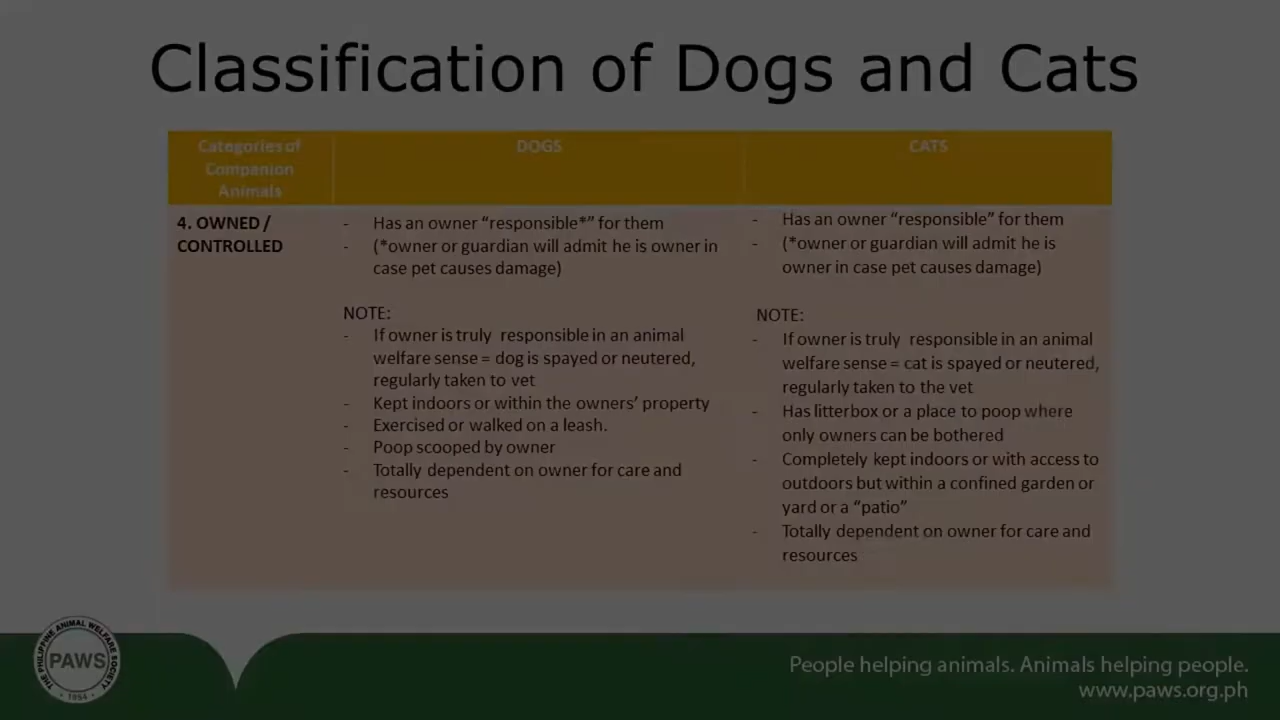 Classification of Dogs and Cats
Categories of
Companion
Animals
DOGS
CATS
4. OWNED /
CONTROLLED
- Has an owner “responsible*” for them
- (*owner or guardian will admit he is owner in
case pet causes damage)
NOTE:
- If owner is truly responsible in an animal
welfare sense = dog is spayed or neutered,
regularly taken to vet
- Kept indoors or within the owners’ property
- Exercised or walked on a leash.
- Poop scooped by owner
- Totally dependent on owner for care and
resources
- Has an owner “responsible” for them
- (*owner or guardian will admit he is
owner in case pet causes damage)
NOTE:
- If owner is truly responsible in an animal
welfare sense = cat is spayed or neutered,
regularly taken to the vet
- Has litterbox or a place to poop where
only owners can be bothered
- Completely kept indoors or with access to
outdoors but within a confined garden or
yard or a “patio”
- Totally dependent on owner for care and
resources
THE PHILIPPINE ANIMAL WELFARE SOCIETY
PAWS
1954
People helping animals. Animals helping people.
www.paws.org.ph